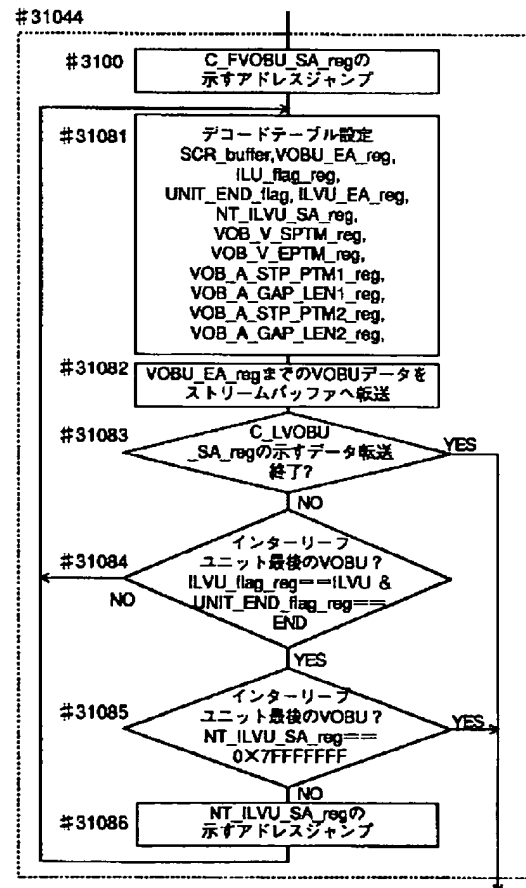 #31044
#3100
C_FVOBU_SA_regの
示すアドレスジャンプ
#31081
デコードテーブル設定
SCR_buffer,VOBU_EA_reg,
ILU_flag_reg,
UNIT_END_flag, ILVU_EA_reg,
NT_ILVU_SA_reg,
VOB_V_SPTM_reg,
VOB_V_EPTM_reg,
VOB_A_STP_PTM1_reg,
VOB_A_GAP_LEN1_reg,
VOB_A_STP_PTM2_reg,
VOB_A_GAP_LEN2_reg,
#31082
VOBU_EA_regまでのVOBUデータを
ストリームバッファへ転送
#31083
C_LVOBU
_SA_regの示すデータ転送
終了?
YES
NO
#31084
インターリーブ
ユニット最後のVOBU?
ILVU_flag_reg==ILVU &
UNIT_END_flag_reg==
END
NO
YES
#31085
インターリーブ
ユニット最後のVOBU?
NT_ILVU_SA_reg==
0×7FFFFFFF
YES
NO
#31086
NT_ILVU_SA_regの
示すアドレスジャンプ